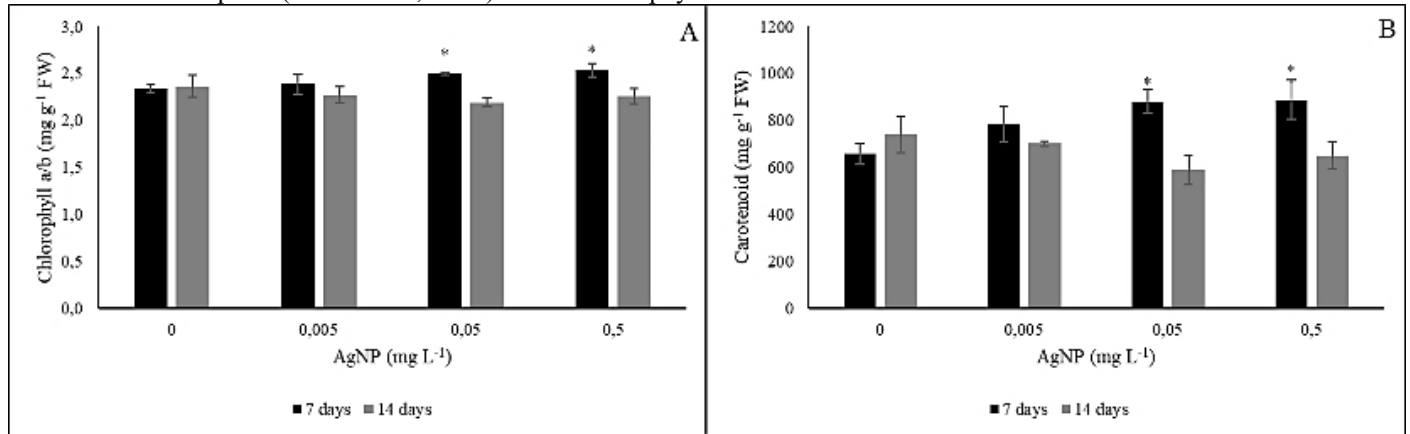 A
Chlorophyll a/b (mg g-1 FW)
3,0
2,5
2,0
1,5
1,0
0,5
0,0
* *
0 0,005 0,05 0,5
AgNP (mg L-1)
7 days 14 days
B
Carotenoid (mg g-1 FW)
1200
1000
800
600
400
200
0
* *
0 0,005 0,05 0,5
AgNP (mg L-1)
7 days 14 days